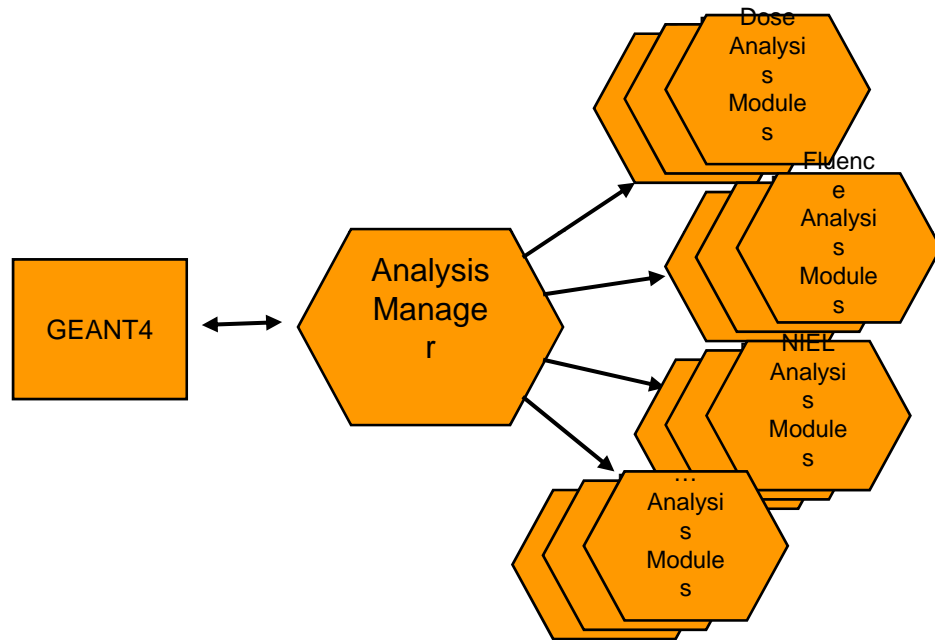 GEANT4
Analysis
Manage
r
Dose
Analysi
s
Module
s
Fluenc
e
Analysi
s
Module
s
NIEL
Analysi
s
Module
s
...
Analysi
s
Module
s